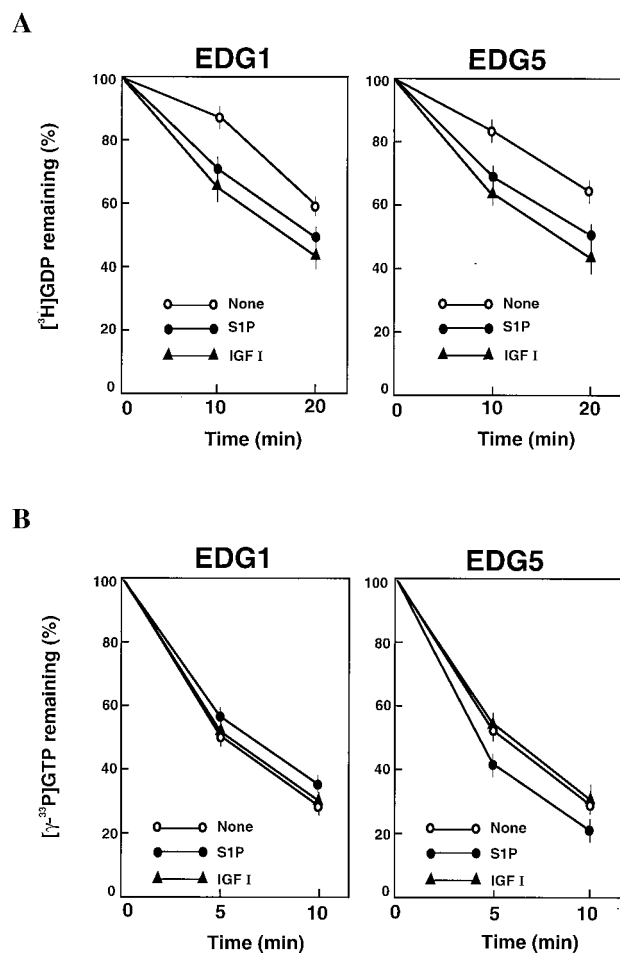 A
EDG1
EDG5
[³H]GDP remaining (%)
100
80
60
40
20
0
None
S1P
IGF I
0
10
20
Time (min)
100
80
60
40
20
0
None
S1P
IGF I
0
10
20
Time (min)
B
EDG1
EDG5
[γ-³³P]GTP remaining (%)
100
80
60
40
20
0
None
S1P
IGF I
0
5
10
Time (min)
100
80
60
40
20
0
None
S1P
IGF I
0
5
10
Time (min)